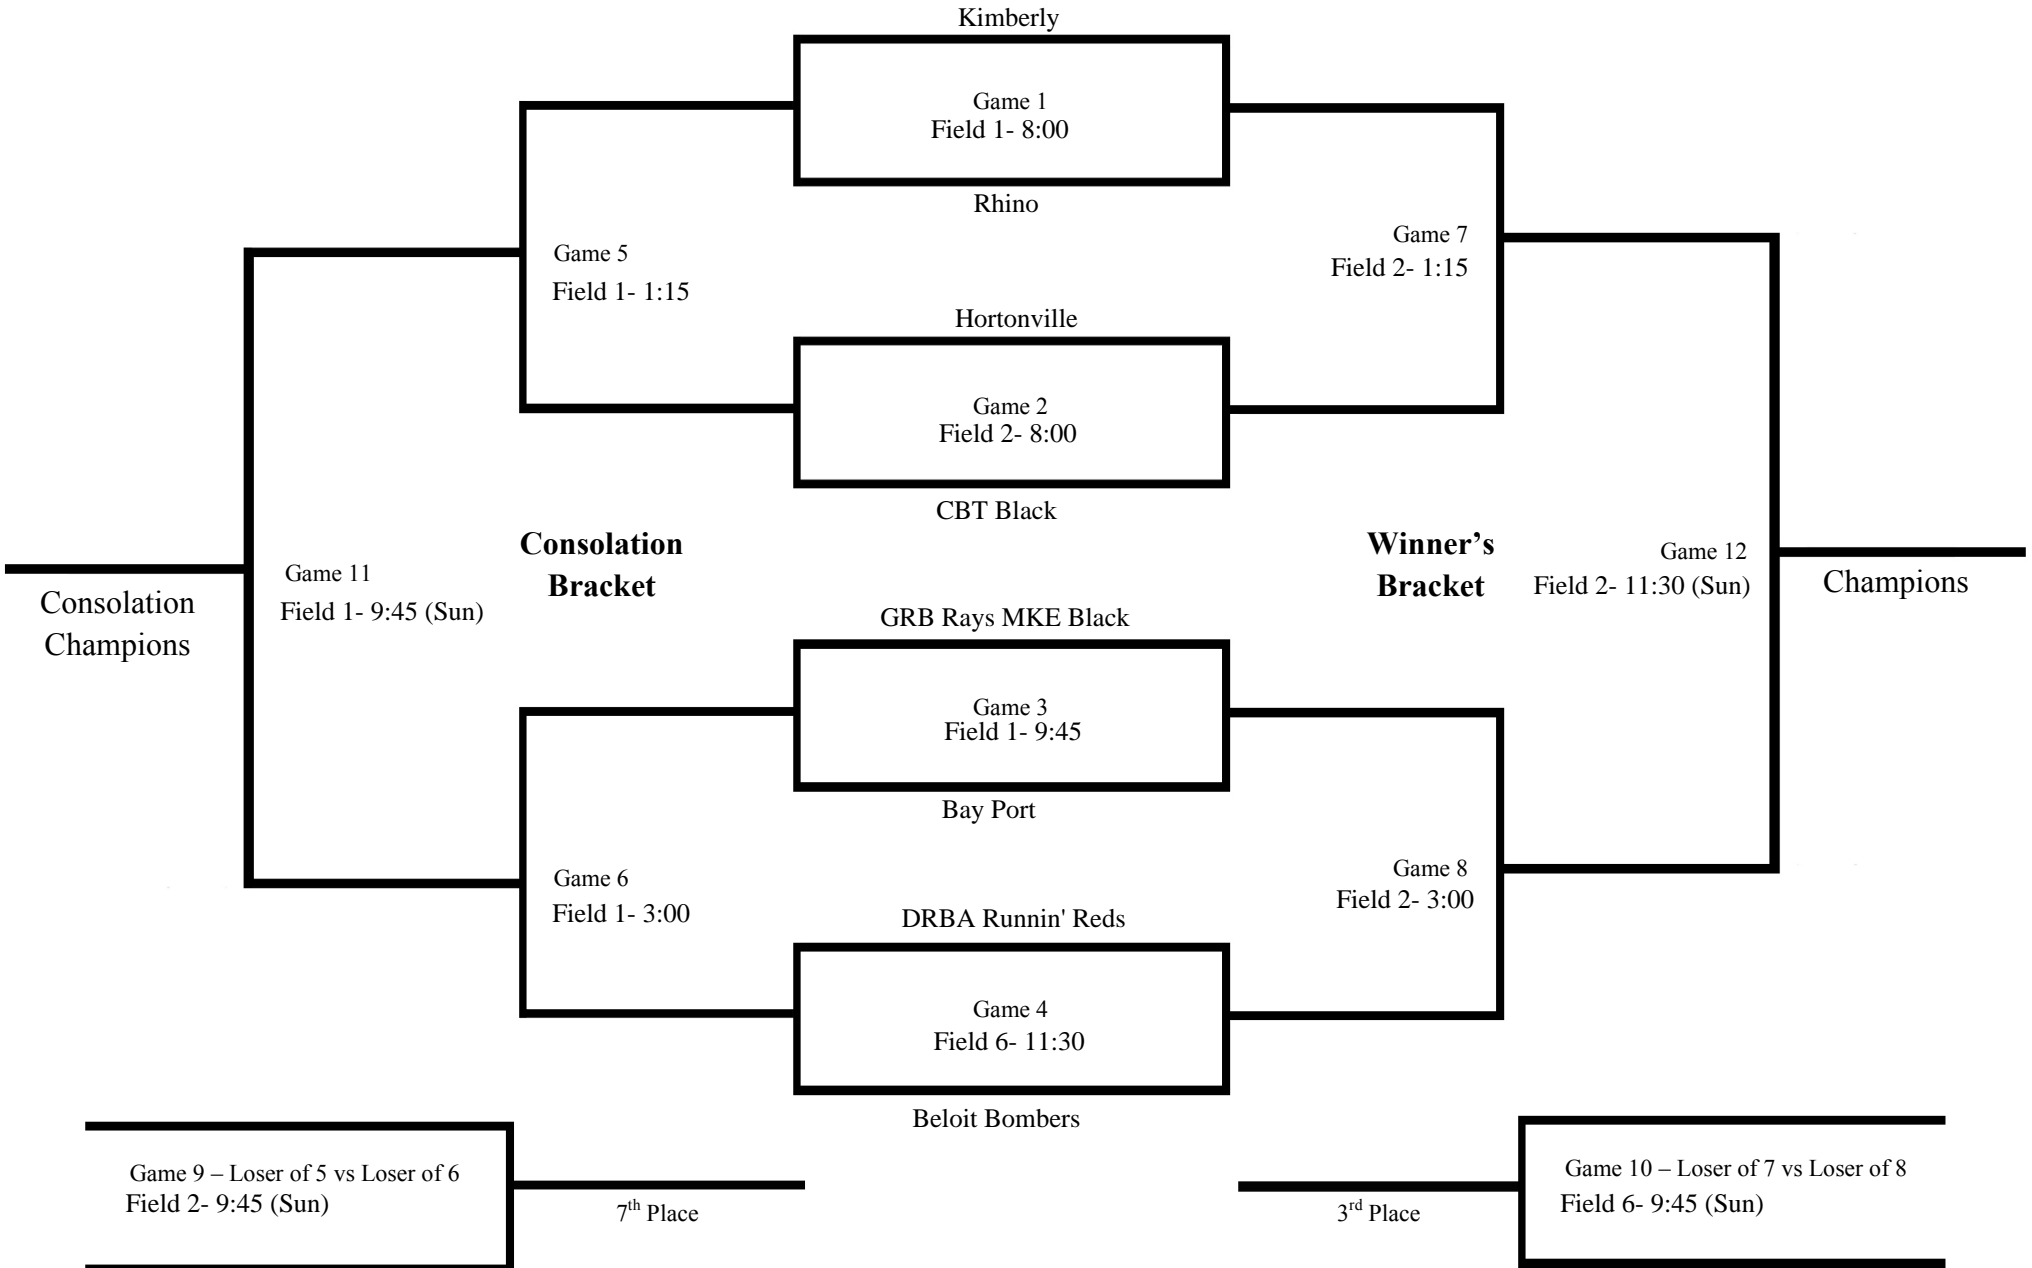 Kimberly
Game 1
Field 1- 8:00
Rhino
Game 5
Field 1- 1:15
Game 7
Field 2- 1:15
Hortonville
Game 2
Field 2- 8:00
CBT Black
Consolation
Bracket
Winner's
Bracket
Game 11
Field 1- 9:45 (Sun)
Consolation
Champions
Game 12
Field 2- 11:30 (Sun)
Champions
GRB Rays MKE Black
Game 3
Field 1- 9:45
Bay Port
Game 6
Field 1- 3:00
Game 8
Field 2- 3:00
DRBA Runnin' Reds
Game 4
Field 6- 11:30
Beloit Bombers
Game 9 – Loser of 5 vs Loser of 6
Field 2- 9:45 (Sun)
7th Place
3rd Place
Game 10 – Loser of 7 vs Loser of 8
Field 6- 9:45 (Sun)